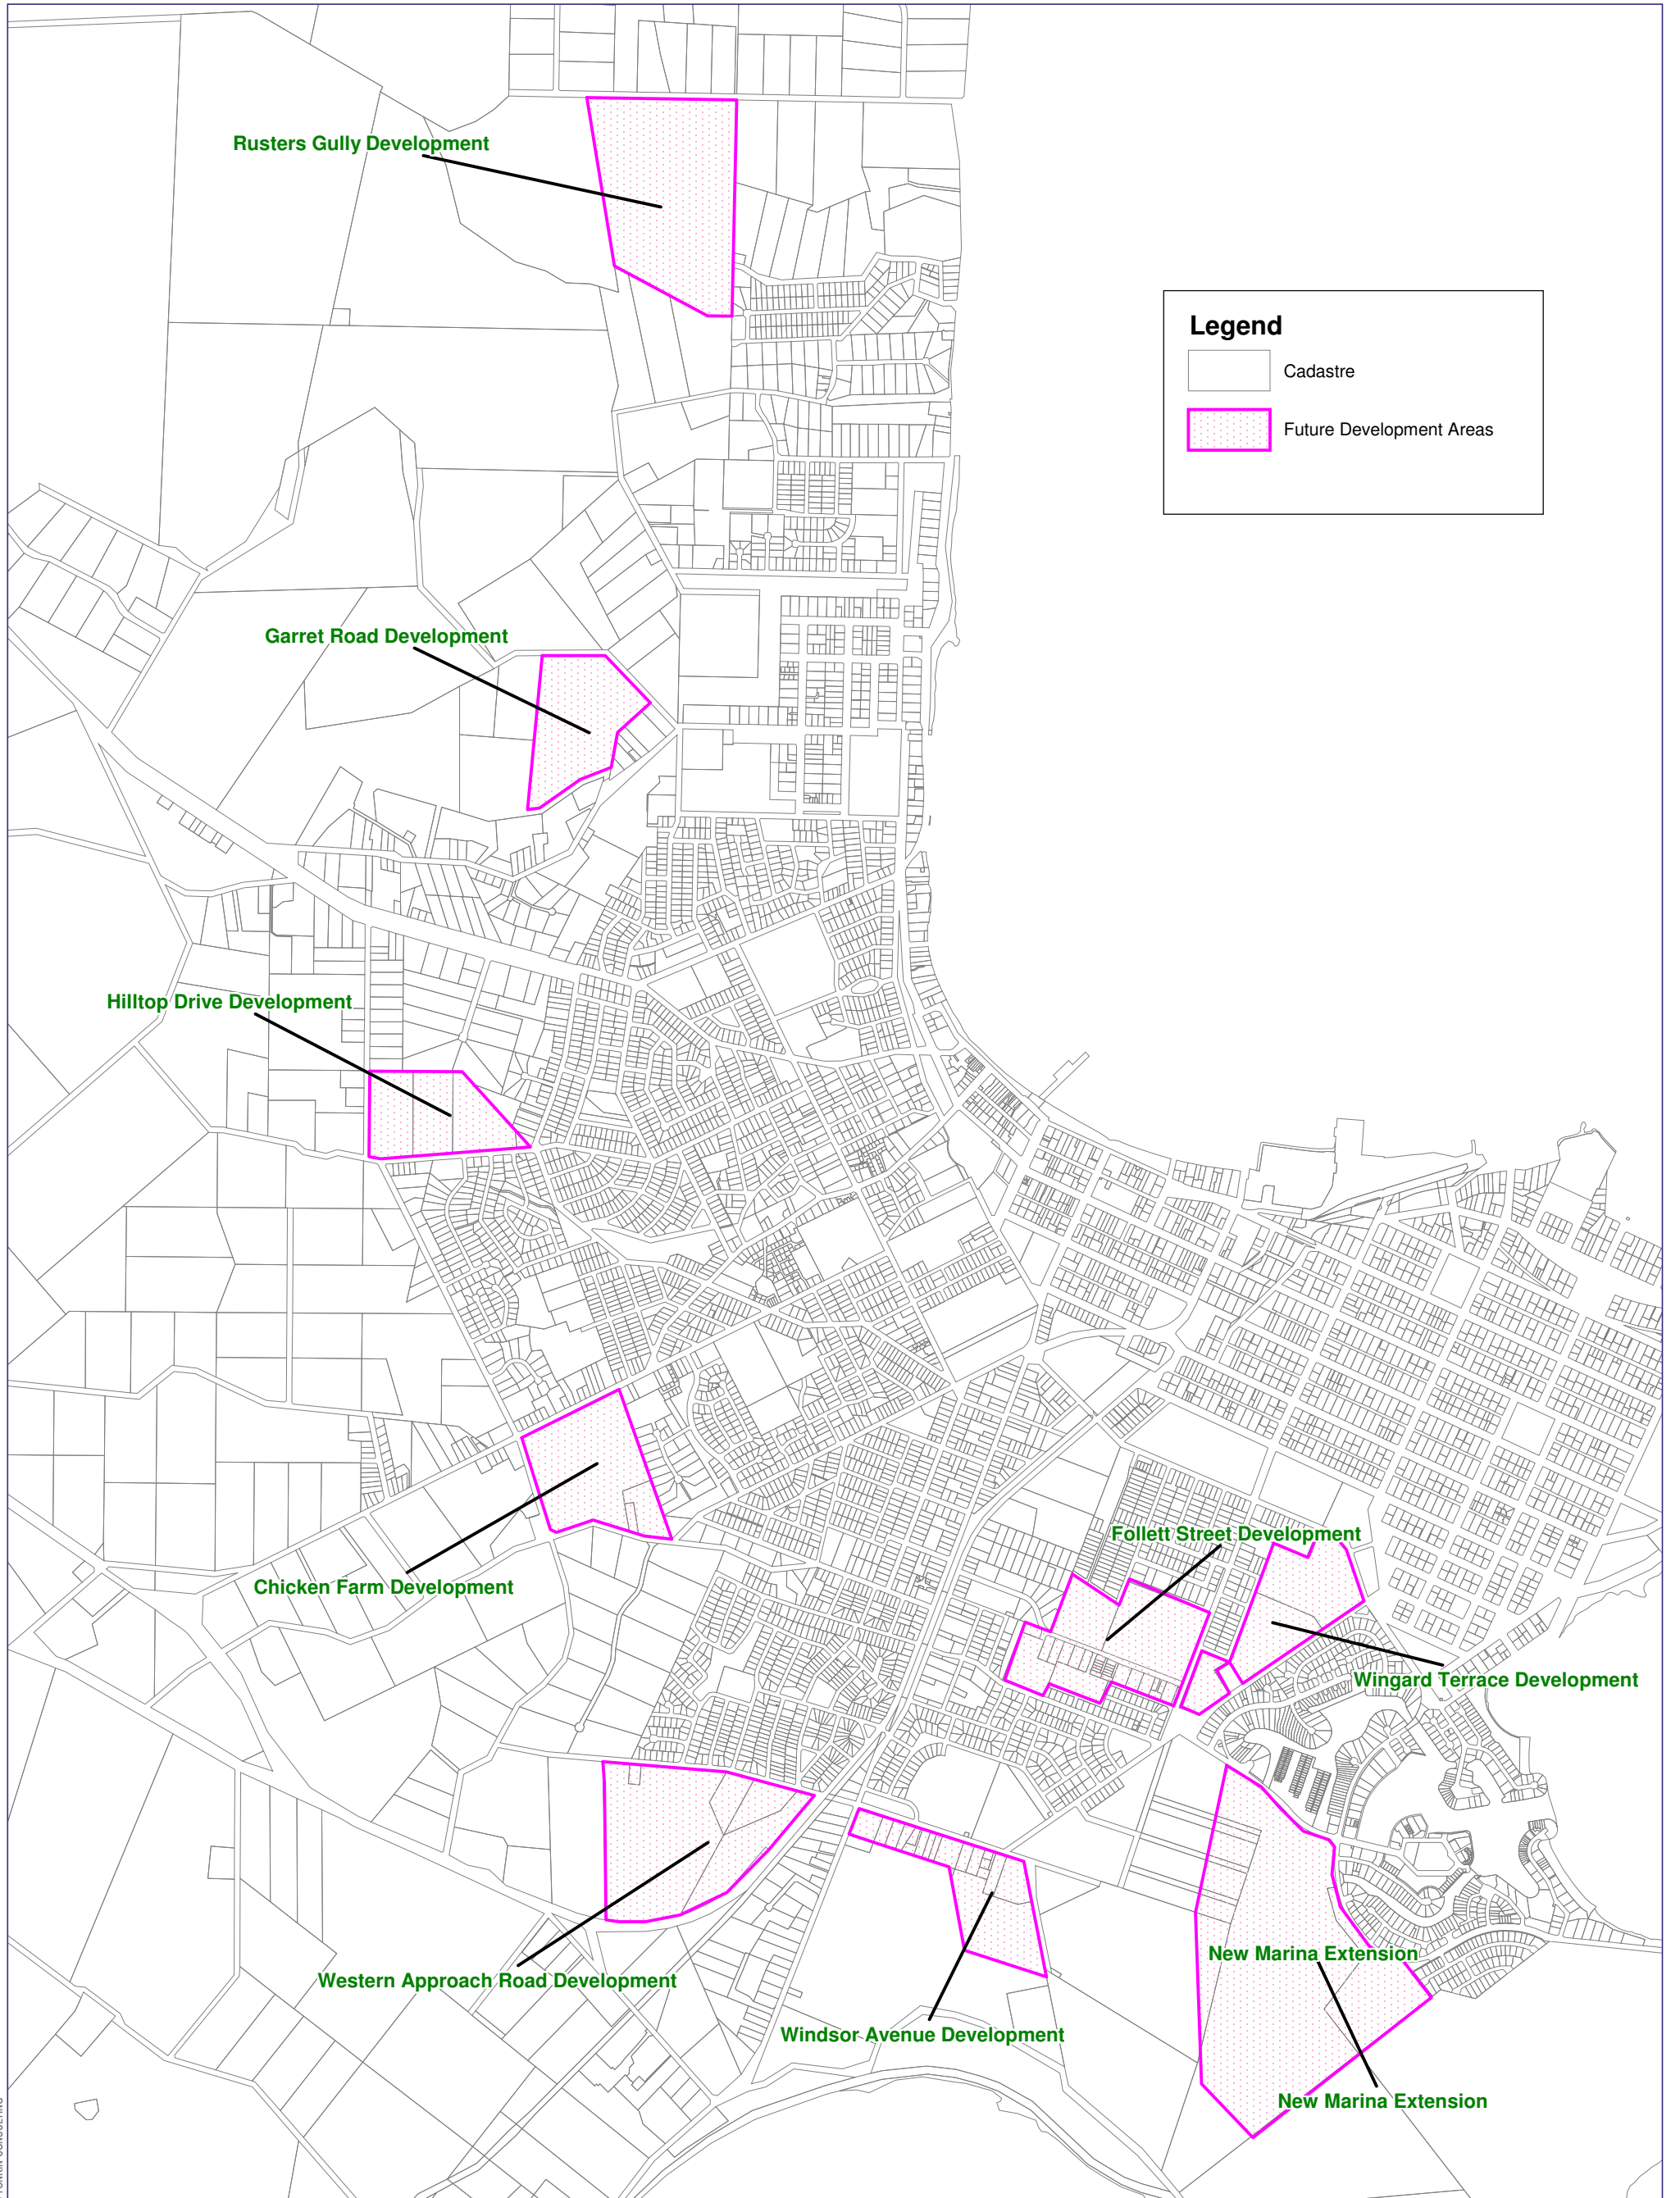 Rusters Gully Development
Legend
Cadastre
Future Development Areas
Garret Road Development
Hilltop Drive Development
Follett Street Development
Chicken Farm Development
Wingard Terrace Development
New Marina Extension
Western Approach Road Development
Windsor Avenue Development
New Marina Extension